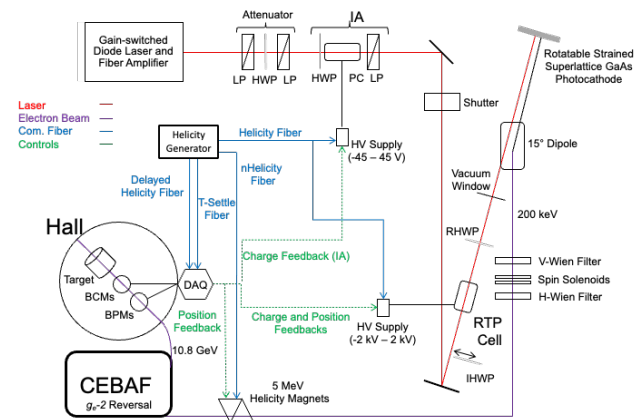 Attenuator
IA
Gain-switched
Diode Laser and
Fiber Amplifier
LP HWP LP
HWP PC LP
Rotatable Strained
Superlattice GaAs
Photocathode
Laser
Electron Beam
Com. Fiber
Controls
Shutter
Helicity
Generator
Helicity Fiber
HV Supply
(-45 – 45 V)
15° Dipole
nHelicity
Fiber
Delayed
Helicity Fiber
T-Settle
Fiber
Vacuum
Window
200 keV
Hall
RHWP
Target
BCMs
BPMs
DAQ
Charge Feedback (IA)
V-Wien Filter
Spin Solenoids
H-Wien Filter
Position
Feedback
Charge and Position
Feedbacks
HV Supply
(-2 kV – 2 kV)
RTP
Cell
10.8 GeV
IHWP
CEBAF
ge-2 Reversal
5 MeV
Helicity Magnets